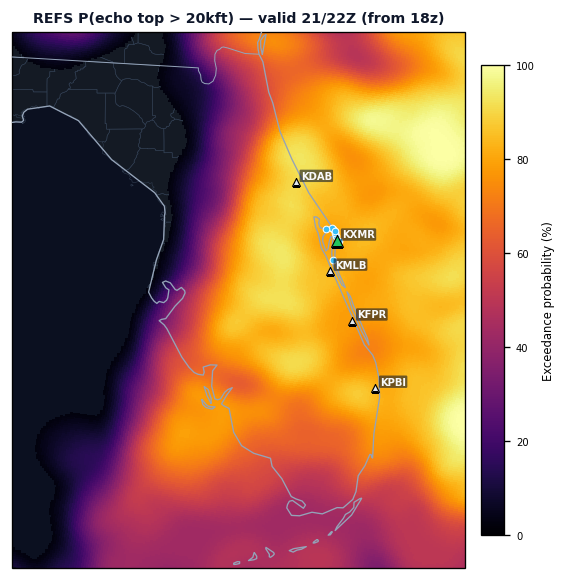 REFS P(echo top > 20kft) — valid 21/22Z (from 18z)
KDAB
KXMR
KMLB
KFPR
KPBI
100
80
60
40
20
0
Exceedance probability (%)